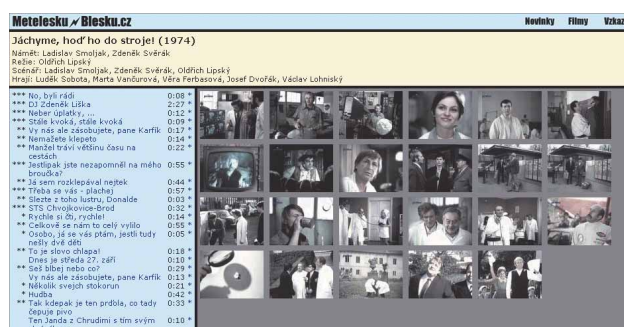 Metelesku Blesku.cz
Novinky Filmy Vzkaz
Jáchyme, hoď ho do stroje! (1974)
Námět: Ladislav Smoljak, Zdeněk Svěrák
Režie: Oldřich Lipský
Scénář: Ladislav Smoljak, Zdeněk Svěrák, Oldřich Lipský
Hrají: Luděk Sobota, Marta Vančurová, Věra Ferbasová, Josef Dvořák, Václav Lohniský
*** No, byli rádi 0:08 *
*** DJ Zdeněk Liška 2:27 *
*** Neber úplatky, ... 0:12 *
*** Stále kvoká, stále kvoká 0:09 *
** Vy nás ale zásobujete, pane Karfík 0:17 *
** Nemažete klepeto 0:14 *
** Manžel tráví většinu času na 0:22 *
cestách
*** Jestlipak jste nezapomněl na mého 0:55 *
broučka?
** Já sem rozklepával nejtek 0:44 *
*** Třeba se vás - plachej 0:57 *
** Slezte z toho lustru, Donalde 0:03 *
** STS Chvojkovice-Brod 0:32 *
* Rychle si čti, rychle! 0:14 *
** Celkově se nám to celý vylilo 0:55 *
* Osobo, já se vás ptám, jestli tudy 0:05 *
nešly dvě děti
** To je slovo chlapa! 0:18 *
Dnes je středa 27. září 0:10 *
** Seš blbej nebo co? 0:29 *
Vy nás ale zásobujete, pane Karfík 0:13 *
* Několik svejch stokorun 0:21 *
* Hudba 0:42 *
** Tak kdepak je ten prdola, co tady 0:33 *
čepuje pivo
Ten Janda z Chrudimi s tím svým 0:10 *